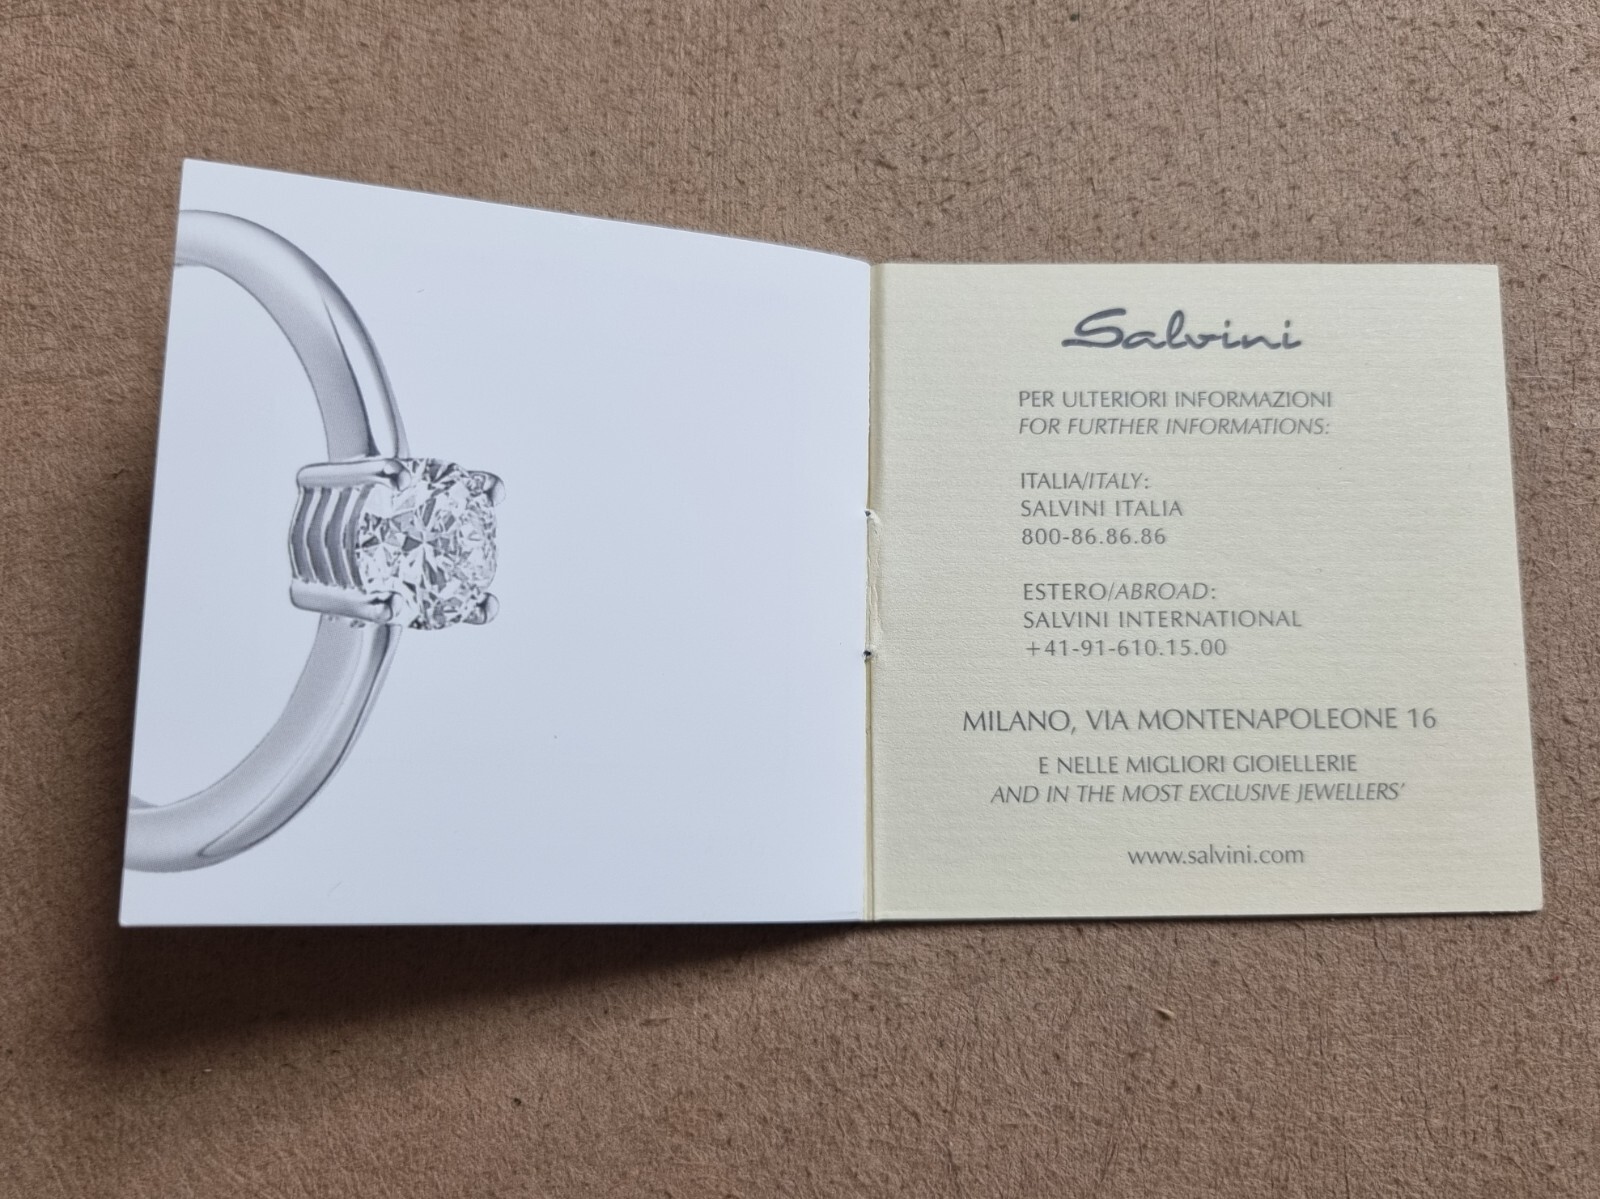 Salvini
PER ULTERIORI INFORMAZIONI
FOR FURTHER INFORMATIONS:
ITALIA/ITALY:
SALVINI ITALIA
800-86.86.86
ESTERO/ABROAD:
SALVINI INTERNATIONAL
+41-91-610.15.00
MILANO, VIA MONTENAPOLEONE 16
E NELLE MIGLIORI GIOIELLERIE
AND IN THE MOST EXCLUSIVE JEWELLERS’
www.salvini.com